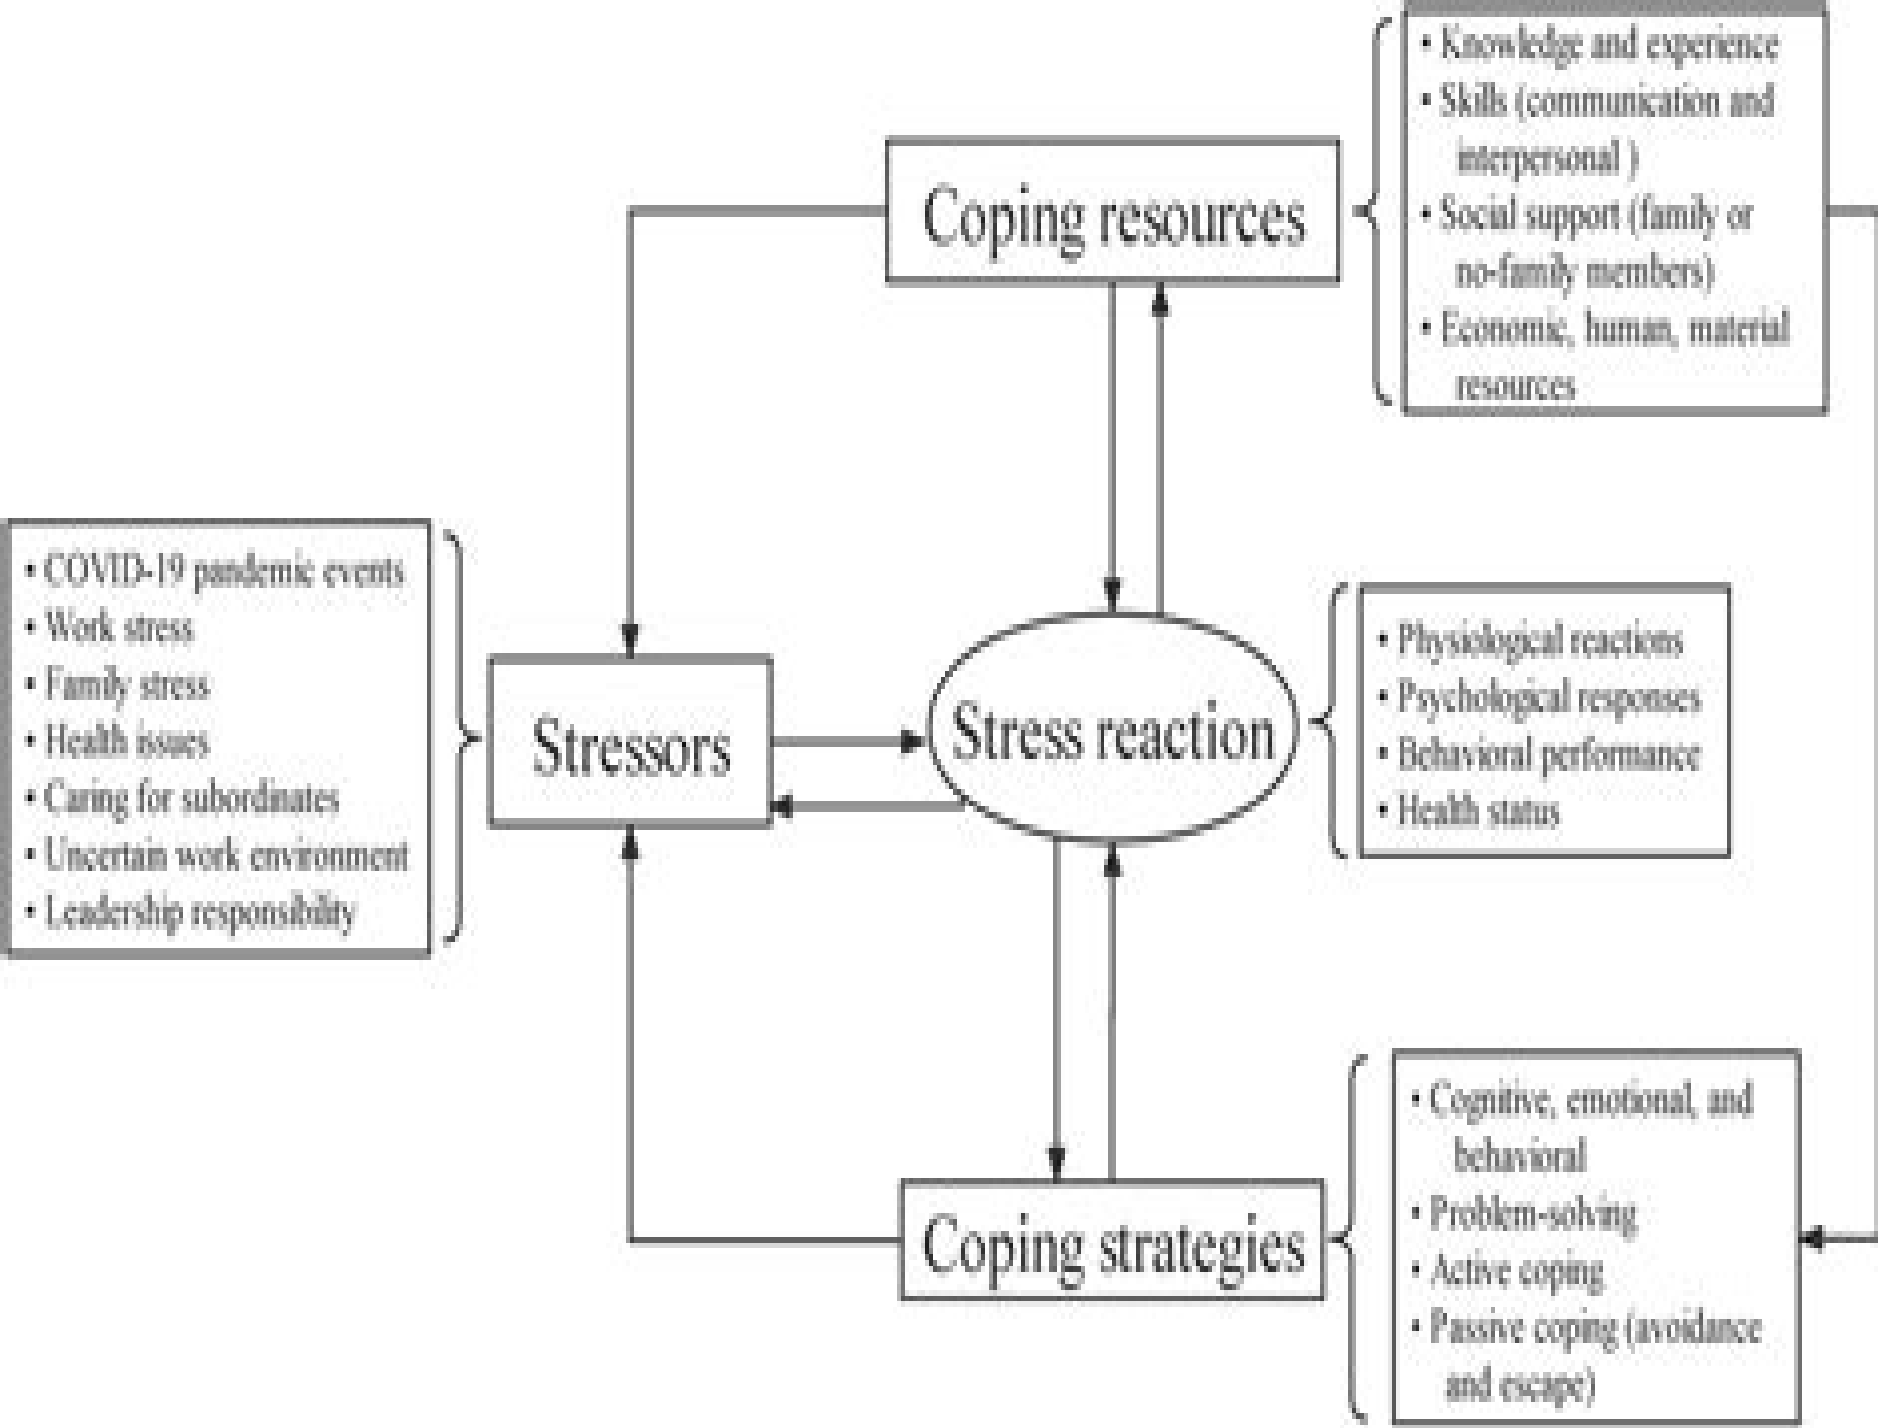 • Knowledge and experience
• Skills (communication and
interpersonal )
• Social support (family or
no-family members)
• Economic, human, material
resources
Coping resources
• COVID-19 pandemic events
• Work stress
• Family stress
• Health issues
• Caring for subordinates
• Uncertain work environment
• Leadership responsibility
Stressors
Stress reaction
• Physiological reactions
• Psychological responses
• Behavioral performance
• Health status
Coping strategies
• Cognitive, emotional, and
behavioral
• Problem-solving
• Active coping
• Passive coping (avoidance
and escape)